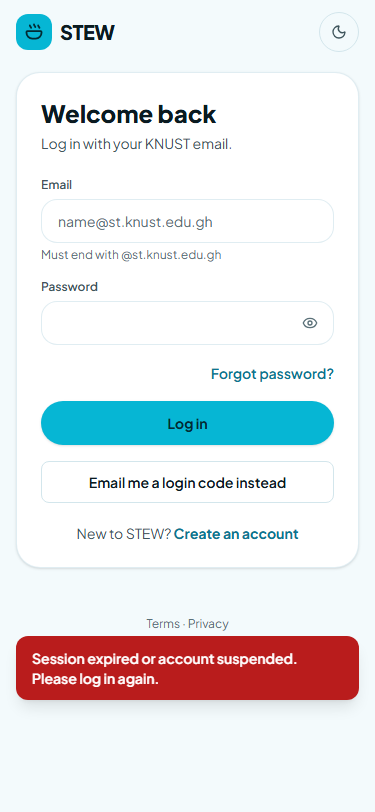 STEW
Welcome back
Log in with your KNUST email.
Email
name@st.knust.edu.gh
Must end with @st.knust.edu.gh
Password
Forgot password?
Log in
Email me a login code instead
New to STEW? Create an account
Terms · Privacy
Session expired or account suspended.
Please log in again.